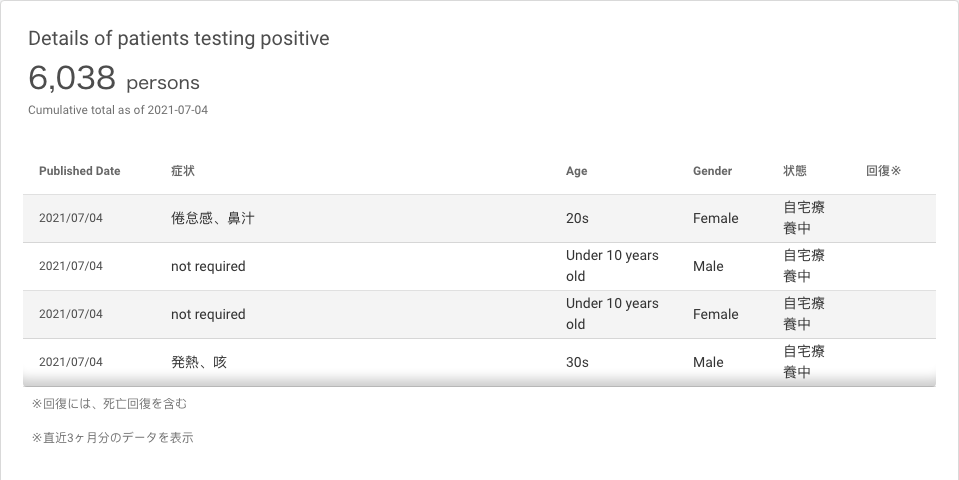 Details of patients testing positive
6,038 persons
Cumulative total as of 2021-07-04
Published Date 症状 Age Gender 状態 回復※
2021/07/04 倦怠感、鼻汁 20s Female 自宅療
養中
2021/07/04 not required Under 10 years Male 自宅療
old 養中
2021/07/04 not required Under 10 years Female 自宅療
old 養中
2021/07/04 発熱、咳 30s Male 自宅療
養中
※回復には、死亡回復を含む
※直近3ヶ月分のデータを表示